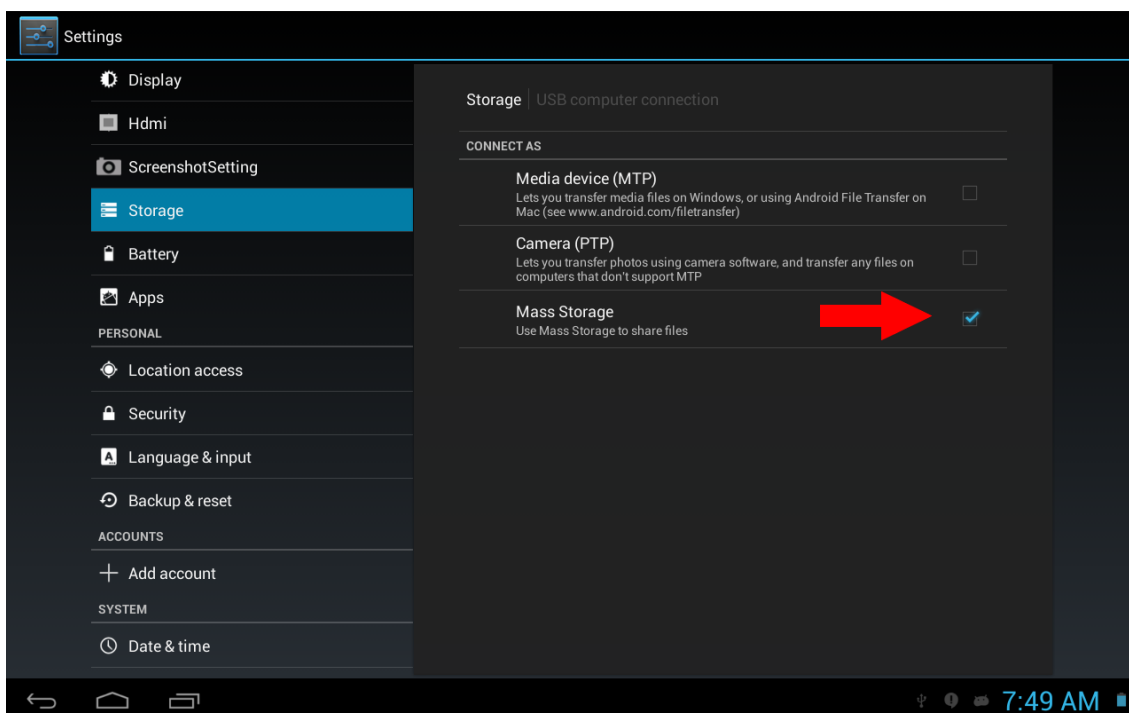 Settings
Display
Hdmi
ScreenshotSetting
Storage
Battery
Apps
PERSONAL
Location access
Security
Language & input
Backup & reset
ACCOUNTS
Add account
SYSTEM
Date & time
Storage USB computer connection
CONNECT AS
Media device (MTP)
Lets you transfer media files on Windows, or using Android File Transfer on
Mac (see www.android.com/filetransfer)
Camera (PTP)
Lets you transfer photos using camera software, and transfer any files on
computers that don't support MTP
Mass Storage
Use Mass Storage to share files
7:49 AM